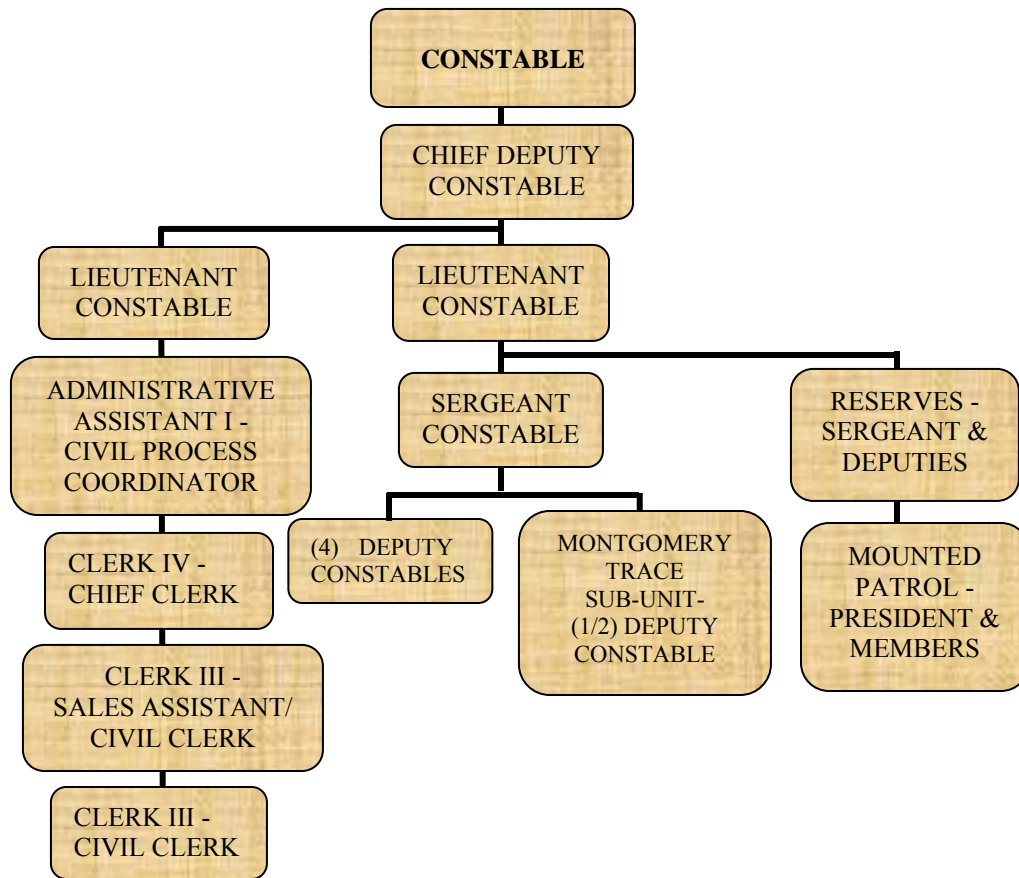 CONSTABLE
CHIEF DEPUTY
CONSTABLE
LIEUTENANT
CONSTABLE
LIEUTENANT
CONSTABLE
ADMINISTRATIVE
ASSISTANT I -
CIVIL PROCESS
COORDINATOR
SERGEANT
CONSTABLE
RESERVES -
SERGEANT &
DEPUTIES
CLERK IV -
CHIEF CLERK
(4) DEPUTY
CONSTABLES
MONTGOMERY
TRACE
SUB-UNIT-
(1/2) DEPUTY
CONSTABLE
MOUNTED
PATROL -
PRESIDENT &
MEMBERS
CLERK III -
SALES ASSISTANT/
CIVIL CLERK
CLERK III -
CIVIL CLERK